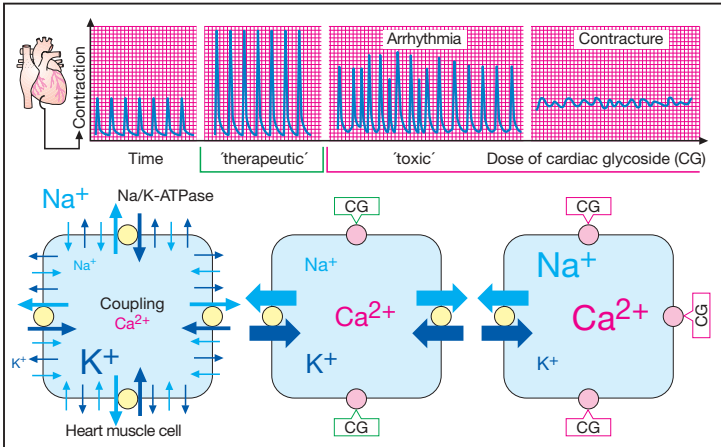 Contraction
Arrhythmia
Contracture
Time
´therapeutic´
´toxic´
Dose of cardiac glycoside (CG)
Na⁺
Na/K-ATPase
Na⁺
Coupling
Ca²⁺
K⁺
K⁺
Heart muscle cell
CG
Na⁺
Ca²⁺
K⁺
CG
CG
Na⁺
Ca²⁺
CG
K⁺
CG